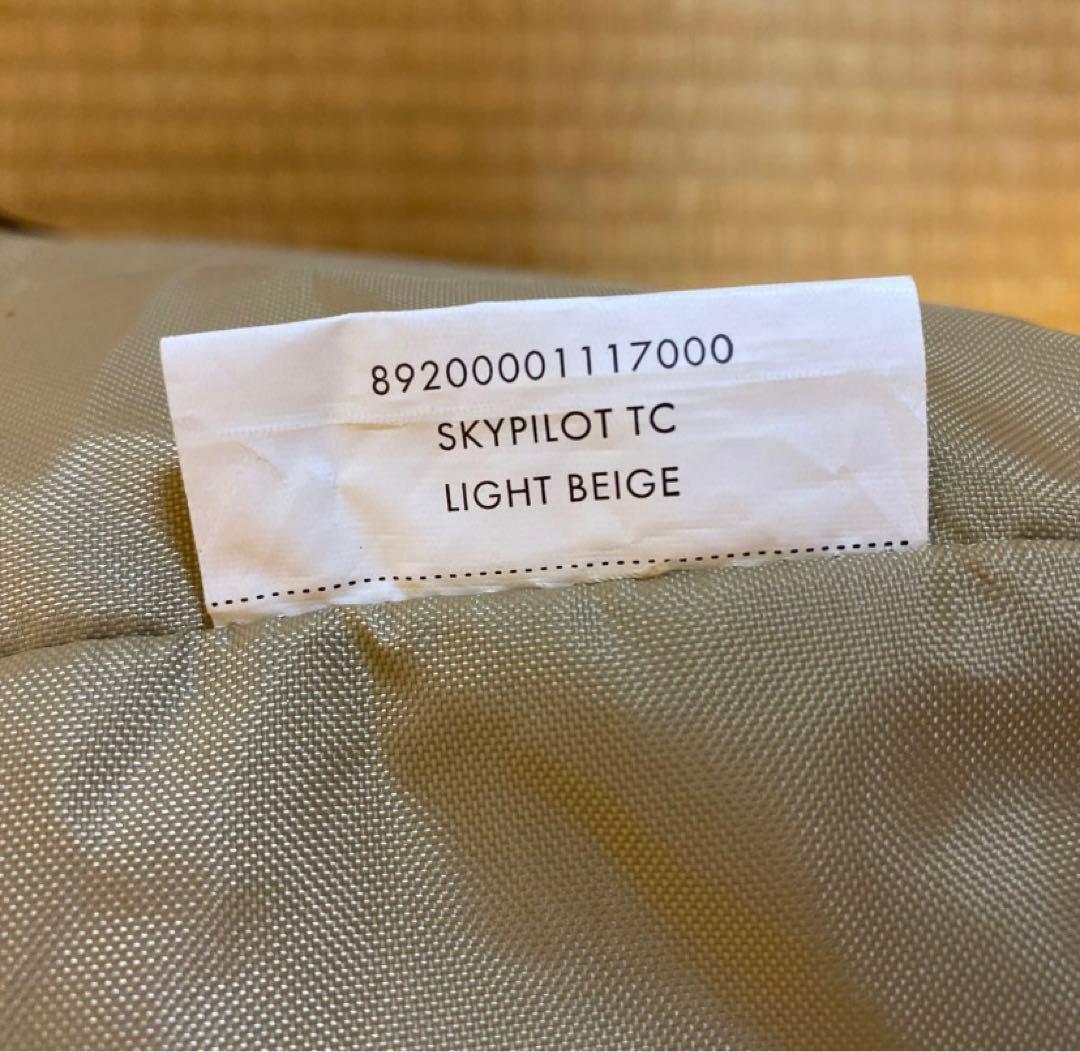 89200001117000
SKYPILOT TC
LIGHT BEIGE